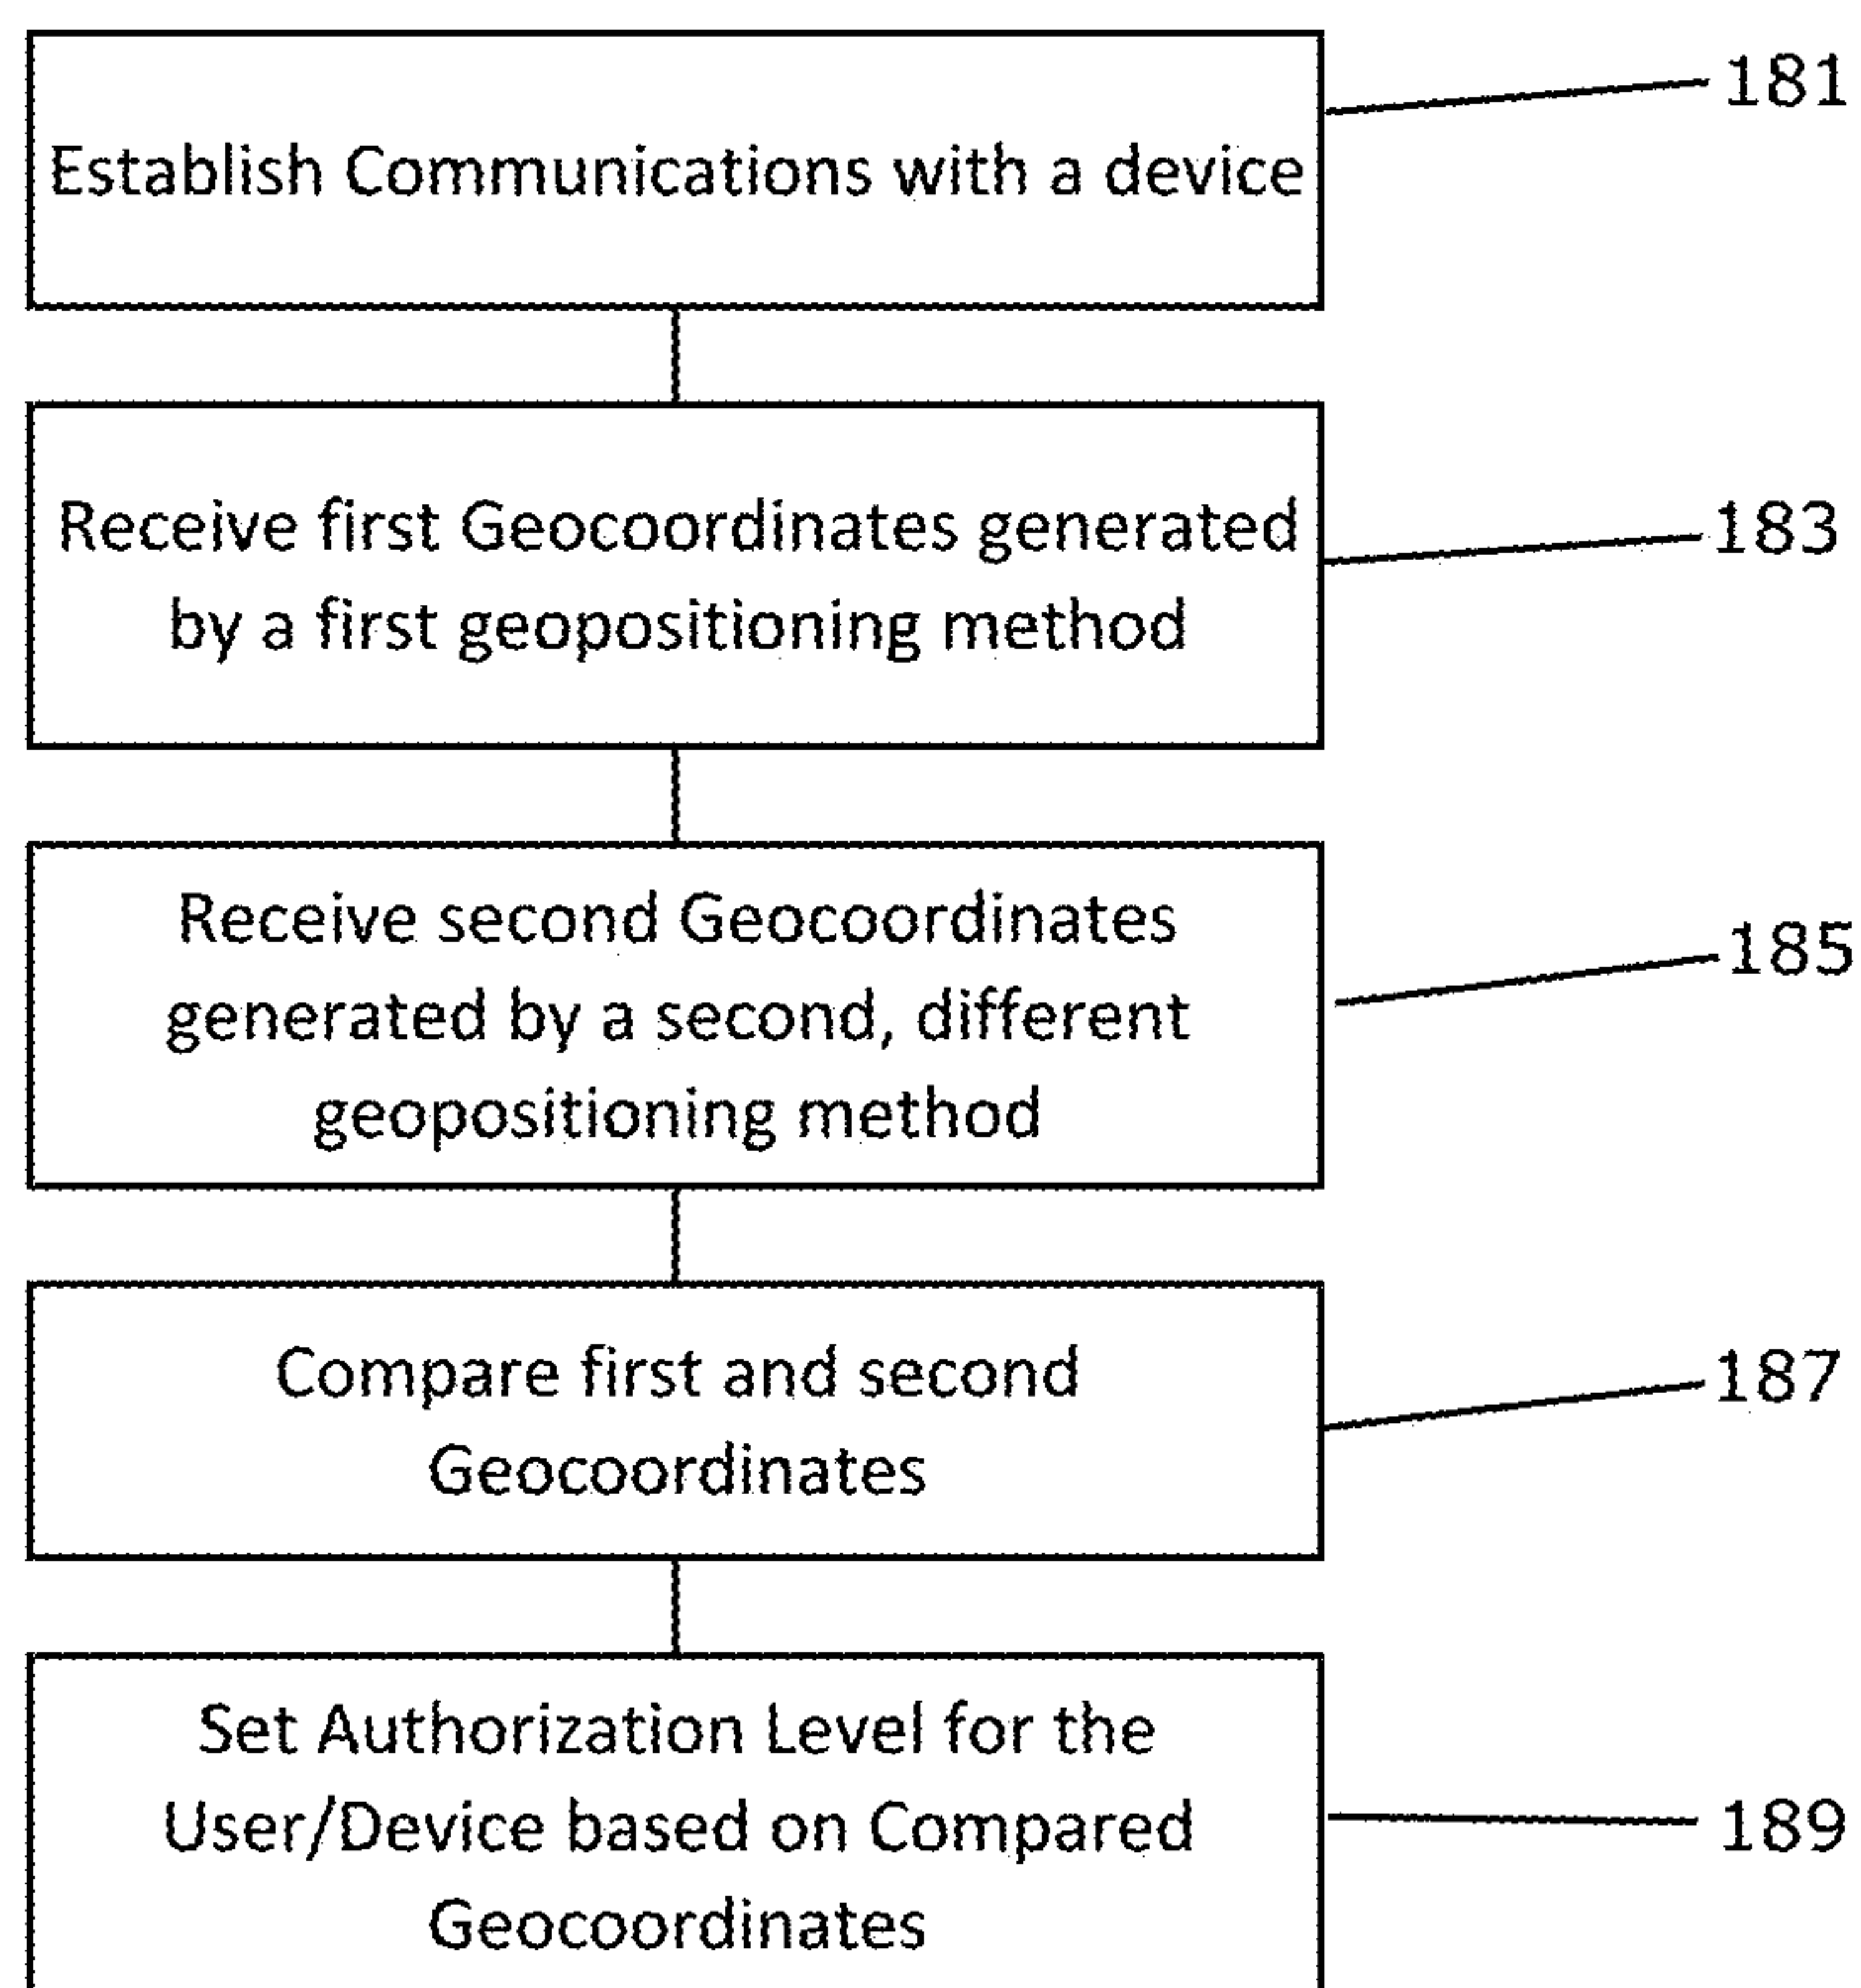 181
Establish Communications with a device
Receive first Geocoordinates generated
183
by a first geopositioning method
Receive second Geocoordinates
185
generated by a second, different
geopositioning method
Compare first and second
187
Geocoordinates
Set Authorization Level for the
User/Device based on Compared
189
Geocoordinates